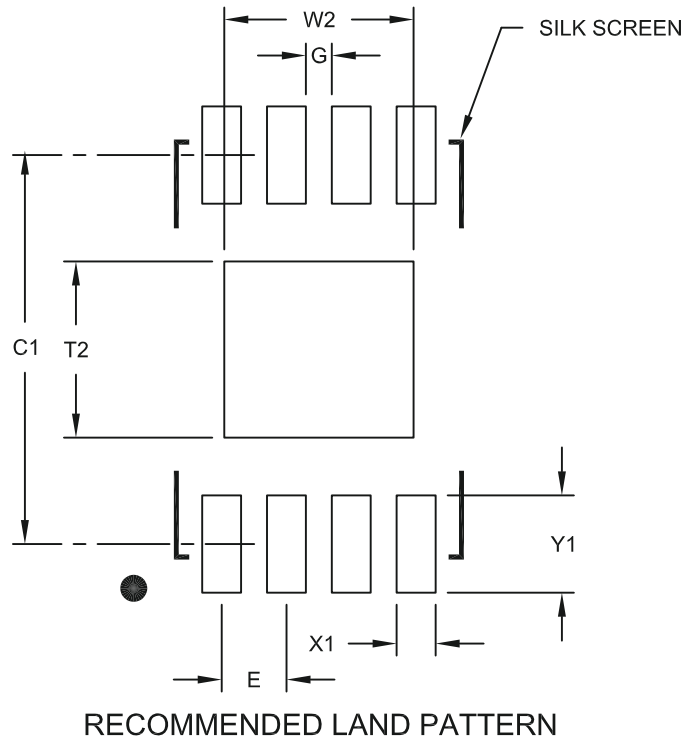 W2
SILK SCREEN
G
C1
T2
Y1
X1
E
RECOMMENDED LAND PATTERN